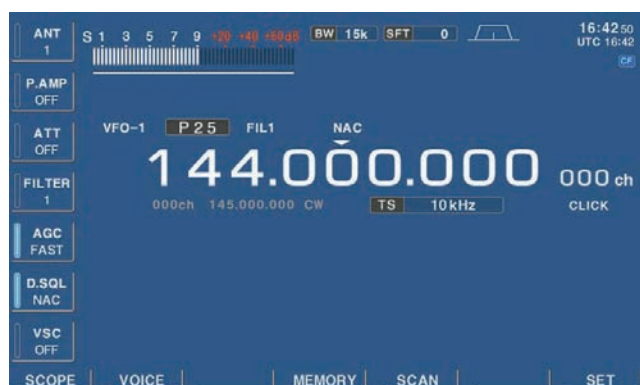 ANT
1
S 1 3 5 7 9 +20 +40 +60dB
BW 15k SFT 0
16:42 50
UTC 16:42
CF
P.AMP
OFF
ATT
OFF
VFO-1 P25 FIL1 NAC
144.000.000 000 ch
FILTER
1
000ch 145.000.000 CW TS 10kHz CLICK
AGC
FAST
D.SQL
NAC
VSC
OFF
SCOPE VOICE MEMORY SCAN SET